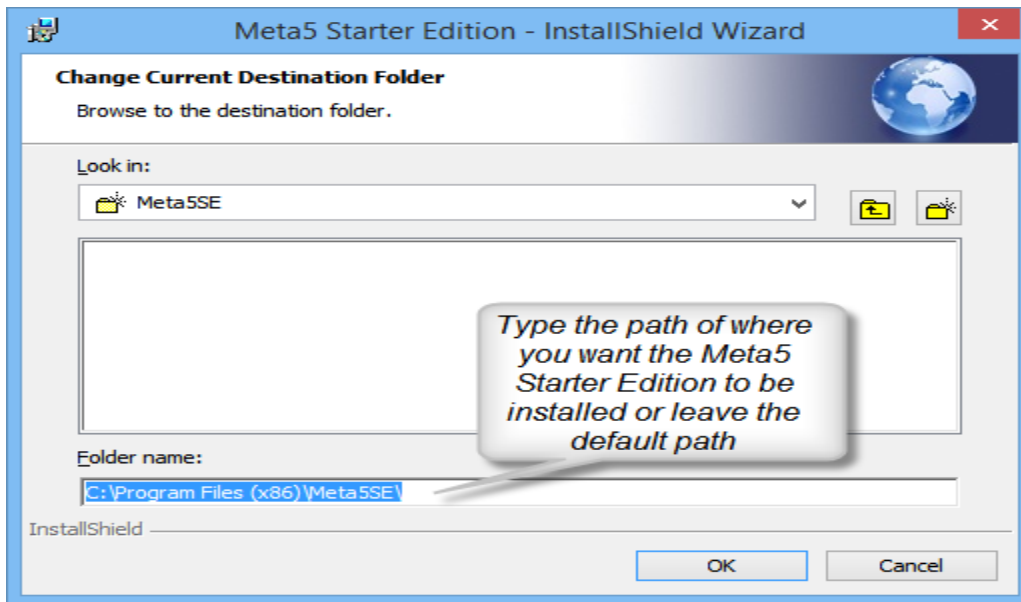 Meta5 Starter Edition - InstallShield Wizard
Change Current Destination Folder
Browse to the destination folder.
Look in:
Meta5SE
Type the path of where
you want the Meta5
Starter Edition to be
installed or leave the
default path
Folder name:
C:\Program Files (x86)\Meta5SE\
InstallShield
OK Cancel